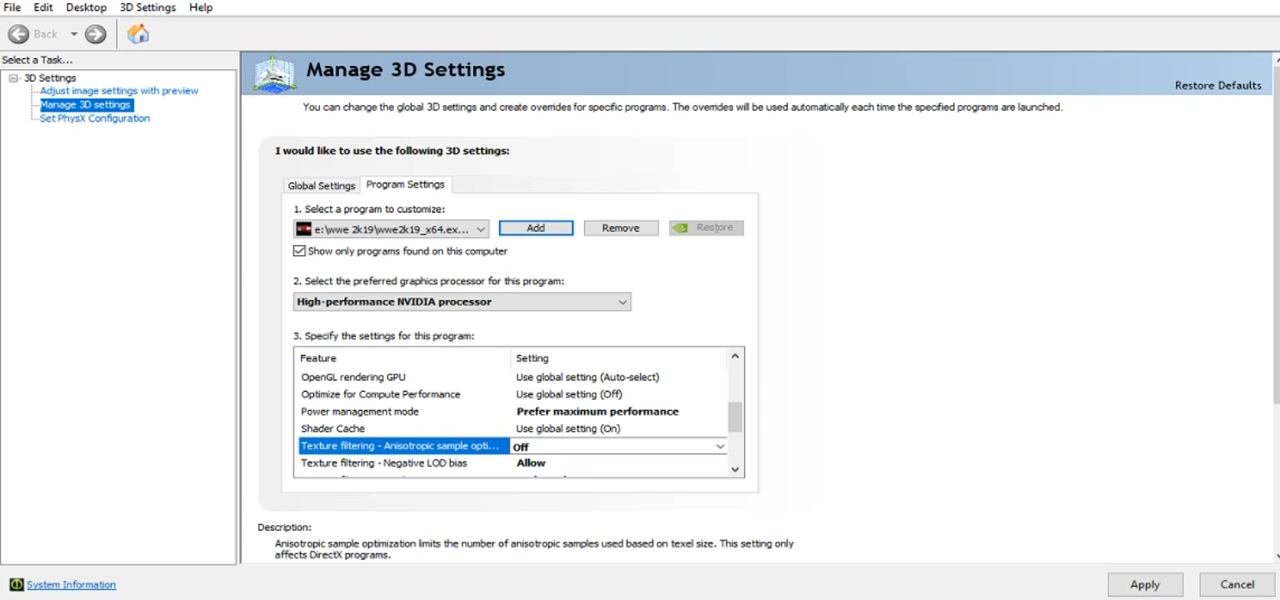 File Edit Desktop 3D Settings Help
Back
Select a Task...
3D Settings
Adjust image settings with preview
Manage 3D settings
Set PhysX Configuration
Manage 3D Settings
Restore Defaults
You can change the global 3D settings and create overrides for specific programs. The overrides will be used automatically each time the specified programs are launched.
I would like to use the following 3D settings:
Global Settings Program Settings
1. Select a program to customize:
e:\wwe 2k19\wwe2k19_x64.ex... Add Remove Restore
Show only programs found on this computer
2. Select the preferred graphics processor for this program:
High-performance NVIDIA processor
3. Specify the settings for this program:
Feature Setting
OpenGL rendering GPU Use global setting (Auto-select)
Optimize for Compute Performance Use global setting (Off)
Power management mode Prefer maximum performance
Shader Cache Use global setting (On)
Texture filtering - Anisotropic sample opti... Off
Texture filtering - Negative LOD bias Allow
Description:
Anisotropic sample optimization limits the number of anisotropic samples used based on texel size. This setting only
affects DirectX programs.
System Information
Apply Cancel